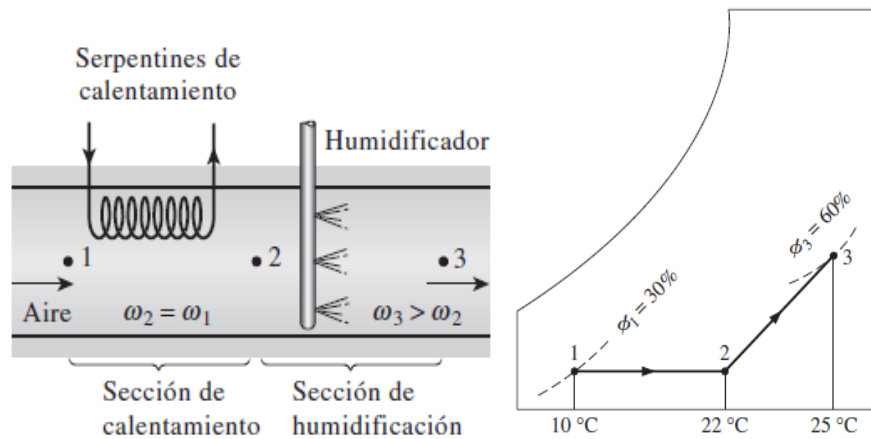 Serpentines de
calentamiento
Humidificador
1
2
3
Aire
ω₂ = ω₁
ω₃ > ω₂
Sección de
calentamiento
Sección de
humidificación
ϕ₁ = 30%
ϕ₃ = 60%
1
2
3
10 °C
22 °C
25 °C